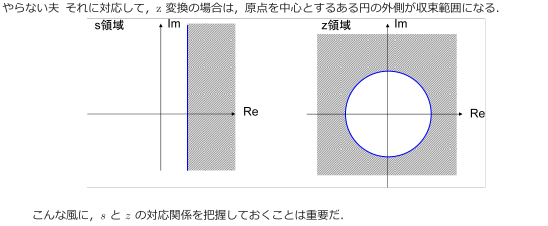 やらない夫 それに対応して，z 変換の場合は，原点を中心とするある円の外側が収束範囲になる．
s領域 Im
Re
z領域 Im
Re
こんな風に，s と z の対応関係を把握しておくことは重要だ．